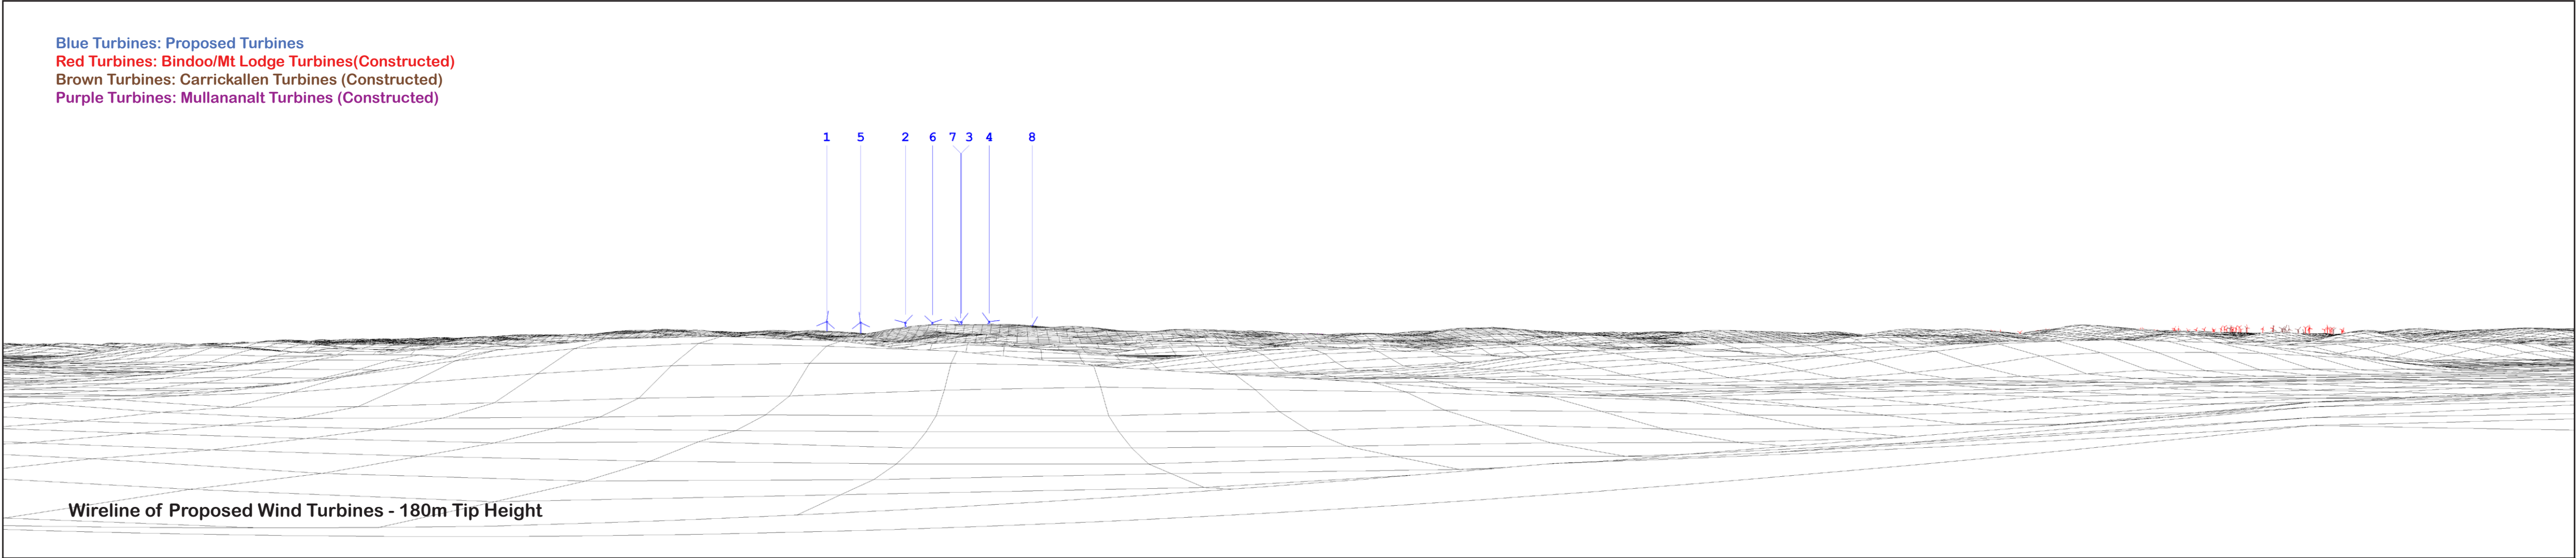 Blue Turbines: Proposed Turbines
Red Turbines: Bindoo/Mt Lodge Turbines(Constructed)
Brown Turbines: Carrickallen Turbines (Constructed)
Purple Turbines: Mullananalt Turbines (Constructed)
1 5 2 6 7 3 4 8
Wireline of Proposed Wind Turbines - 180m Tip Height